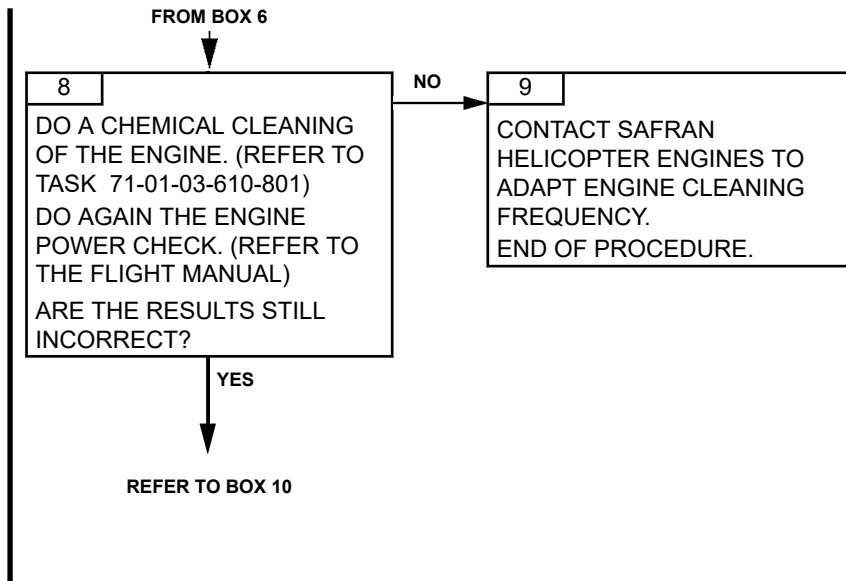 FROM BOX 6
8
DO A CHEMICAL CLEANING
OF THE ENGINE. (REFER TO
TASK 71-01-03-610-801)
DO AGAIN THE ENGINE
POWER CHECK. (REFER TO
THE FLIGHT MANUAL)
ARE THE RESULTS STILL
INCORRECT?
NO
9
CONTACT SAFRAN
HELICOPTER ENGINES TO
ADAPT ENGINE CLEANING
FREQUENCY.
END OF PROCEDURE.
YES
REFER TO BOX 10